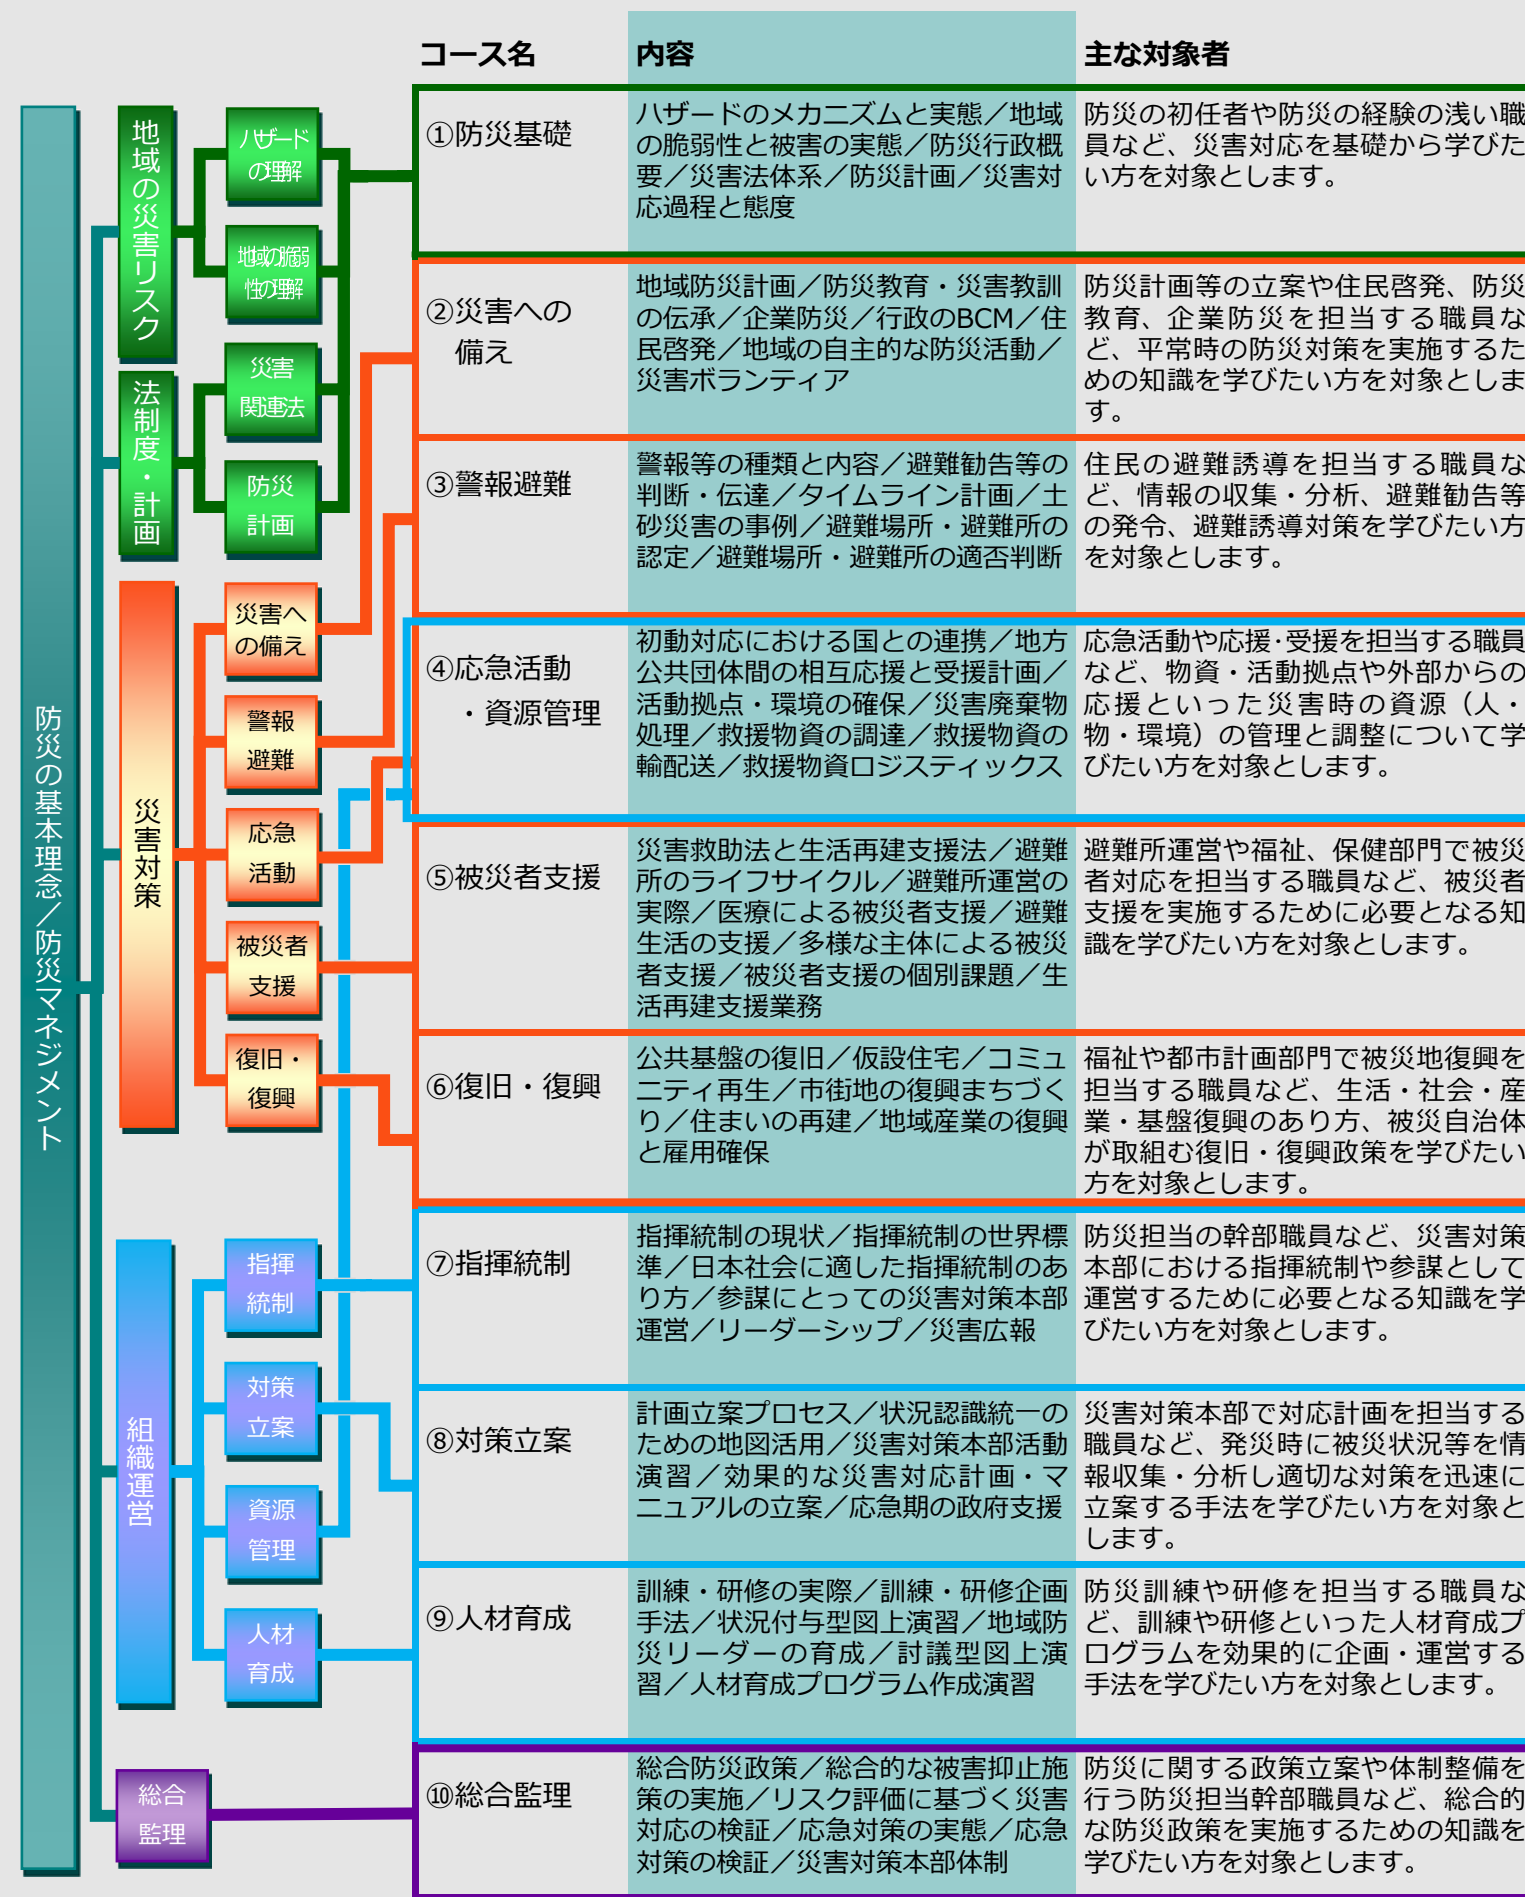 コース名
内容
主な対象者
防災の基本理念／防災マネジメント
地域の災害リスク
ハザード
の理解
地域の脆弱
性の理解
法制度・計画
災害
関連法
防災
計画
災害対策
災害へ
の備え
警報
避難
応急
活動
被災者
支援
復旧・
復興
組織運営
指揮
統制
対策
立案
資源
管理
人材
育成
総合
監理
①防災基礎
ハザードのメカニズムと実態／地域
の脆弱性と被害の実態／防災行政概
要／災害法体系／防災計画／災害対
応過程と態度
防災の初任者や防災の経験の浅い職
員など、災害対応を基礎から学びた
い方を対象とします。
②災害への
備え
地域防災計画／防災教育・災害教訓
の伝承／企業防災／行政のBCM／住
民啓発／地域の自主的な防災活動／
災害ボランティア
防災計画等の立案や住民啓発、防災
教育、企業防災を担当する職員な
ど、平常時の防災対策を実施するた
めの知識を学びたい方を対象としま
す。
③警報避難
警報等の種類と内容／避難勧告等の
判断・伝達／タイムライン計画／土
砂災害の事例／避難場所・避難所の
認定／避難場所・避難所の適否判断
住民の避難誘導を担当する職員な
ど、情報の収集・分析、避難勧告等
の発令、避難誘導対策を学びたい方
を対象とします。
④応急活動
・資源管理
初動対応における国との連携／地方
公共団体間の相互応援と受援計画／
活動拠点・環境の確保／災害廃棄物
処理／救援物資の調達／救援物資の
輸配送／救援物資ロジスティックス
応急活動や応援･受援を担当する職員
など、物資・活動拠点や外部からの
応援といった災害時の資源（人・
物・環境）の管理と調整について学
びたい方を対象とします。
⑤被災者支援
災害救助法と生活再建支援法／避難
所のライフサイクル／避難所運営の
実際／医療による被災者支援／避難
生活の支援／多様な主体による被災
者支援／被災者支援の個別課題／生
活再建支援業務
避難所運営や福祉、保健部門で被災
者対応を担当する職員など、被災者
支援を実施するために必要となる知
識を学びたい方を対象とします。
⑥復旧・復興
公共基盤の復旧／仮設住宅／コミュ
ニティ再生／市街地の復興まちづく
り／住まいの再建／地域産業の復興
と雇用確保
福祉や都市計画部門で被災地復興を
担当する職員など、生活・社会・産
業・基盤復興のあり方、被災自治体
が取組む復旧・復興政策を学びたい
方を対象とします。
⑦指揮統制
指揮統制の現状／指揮統制の世界標
準／日本社会に適した指揮統制のあ
り方／参謀にとっての災害対策本部
運営／リーダーシップ／災害広報
防災担当の幹部職員など、災害対策
本部における指揮統制や参謀として
運営するために必要となる知識を学
びたい方を対象とします。
⑧対策立案
計画立案プロセス／状況認識統一の
ための地図活用／災害対策本部活動
演習／効果的な災害対応計画・マ
ニュアルの立案／応急期の政府支援
災害対策本部で対応計画を担当する
職員など、発災時に被災状況等を情
報収集・分析し適切な対策を迅速に
立案する手法を学びたい方を対象と
します。
⑨人材育成
訓練・研修の実際／訓練・研修企画
手法／状況付与型図上演習／地域防
災リーダーの育成／討議型図上演
習／人材育成プログラム作成演習
防災訓練や研修を担当する職員な
ど、訓練や研修といった人材育成プ
ログラムを効果的に企画・運営する
手法を学びたい方を対象とします。
⑩総合監理
総合防災政策／総合的な被害抑止施
策の実施／リスク評価に基づく災害
対応の検証／応急対策の実態／応急
対策の検証／災害対策本部体制
防災に関する政策立案や体制整備を
行う防災担当幹部職員など、総合的
な防災政策を実施するための知識を
学びたい方を対象とします。